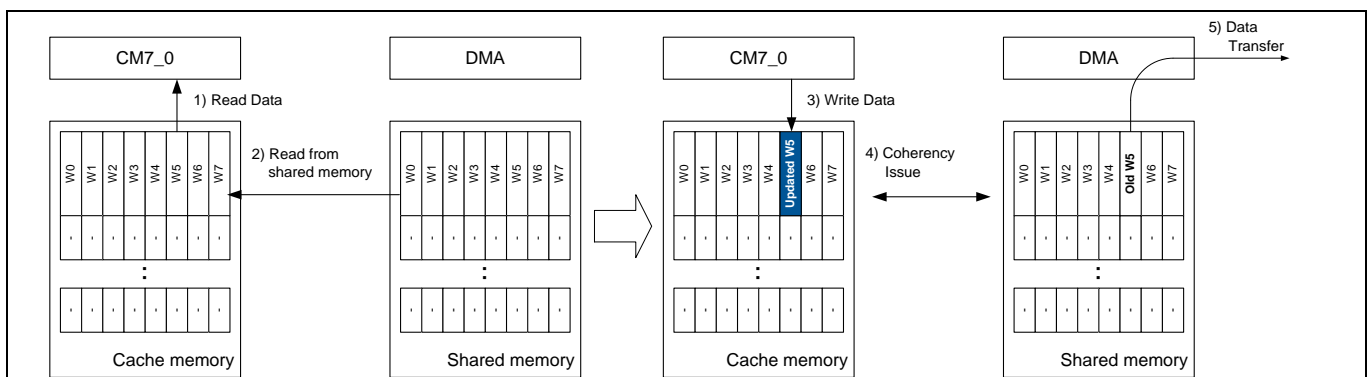 CM7_0
DMA
CM7_0
DMA
5) Data
Transfer
1) Read Data
3) Write Data
W0 W1 W2 W3 W4 W5 W6 W7
2) Read from
shared memory
W0 W1 W2 W3 W4 W5 W6 W7
W0 W1 W2 W3 W4 Updated W5 W6 W7
4) Coherency
Issue
W0 W1 W2 W3 W4 Old W5 W6 W7
- - - - - - - -
- - - - - - - -
- - - - - - - -
- - - - - - - -
:
:
:
:
- - - - - - - -
- - - - - - - -
- - - - - - - -
- - - - - - - -
Cache memory
Shared memory
Cache memory
Shared memory